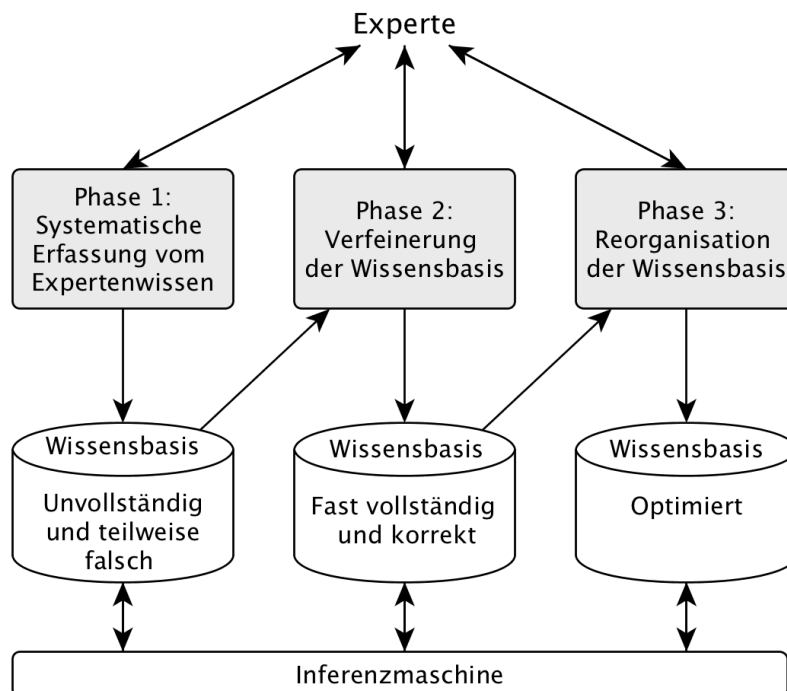 Experte
Phase 1:
Systematische
Erfassung vom
Expertenwissen
Phase 2:
Verfeinerung
der Wissensbasis
Phase 3:
Reorganisation
der Wissensbasis
Wissensbasis
Unvollständig
und teilweise
falsch
Wissensbasis
Fast vollständig
und korrekt
Wissensbasis
Optimiert
Inferenzmaschine